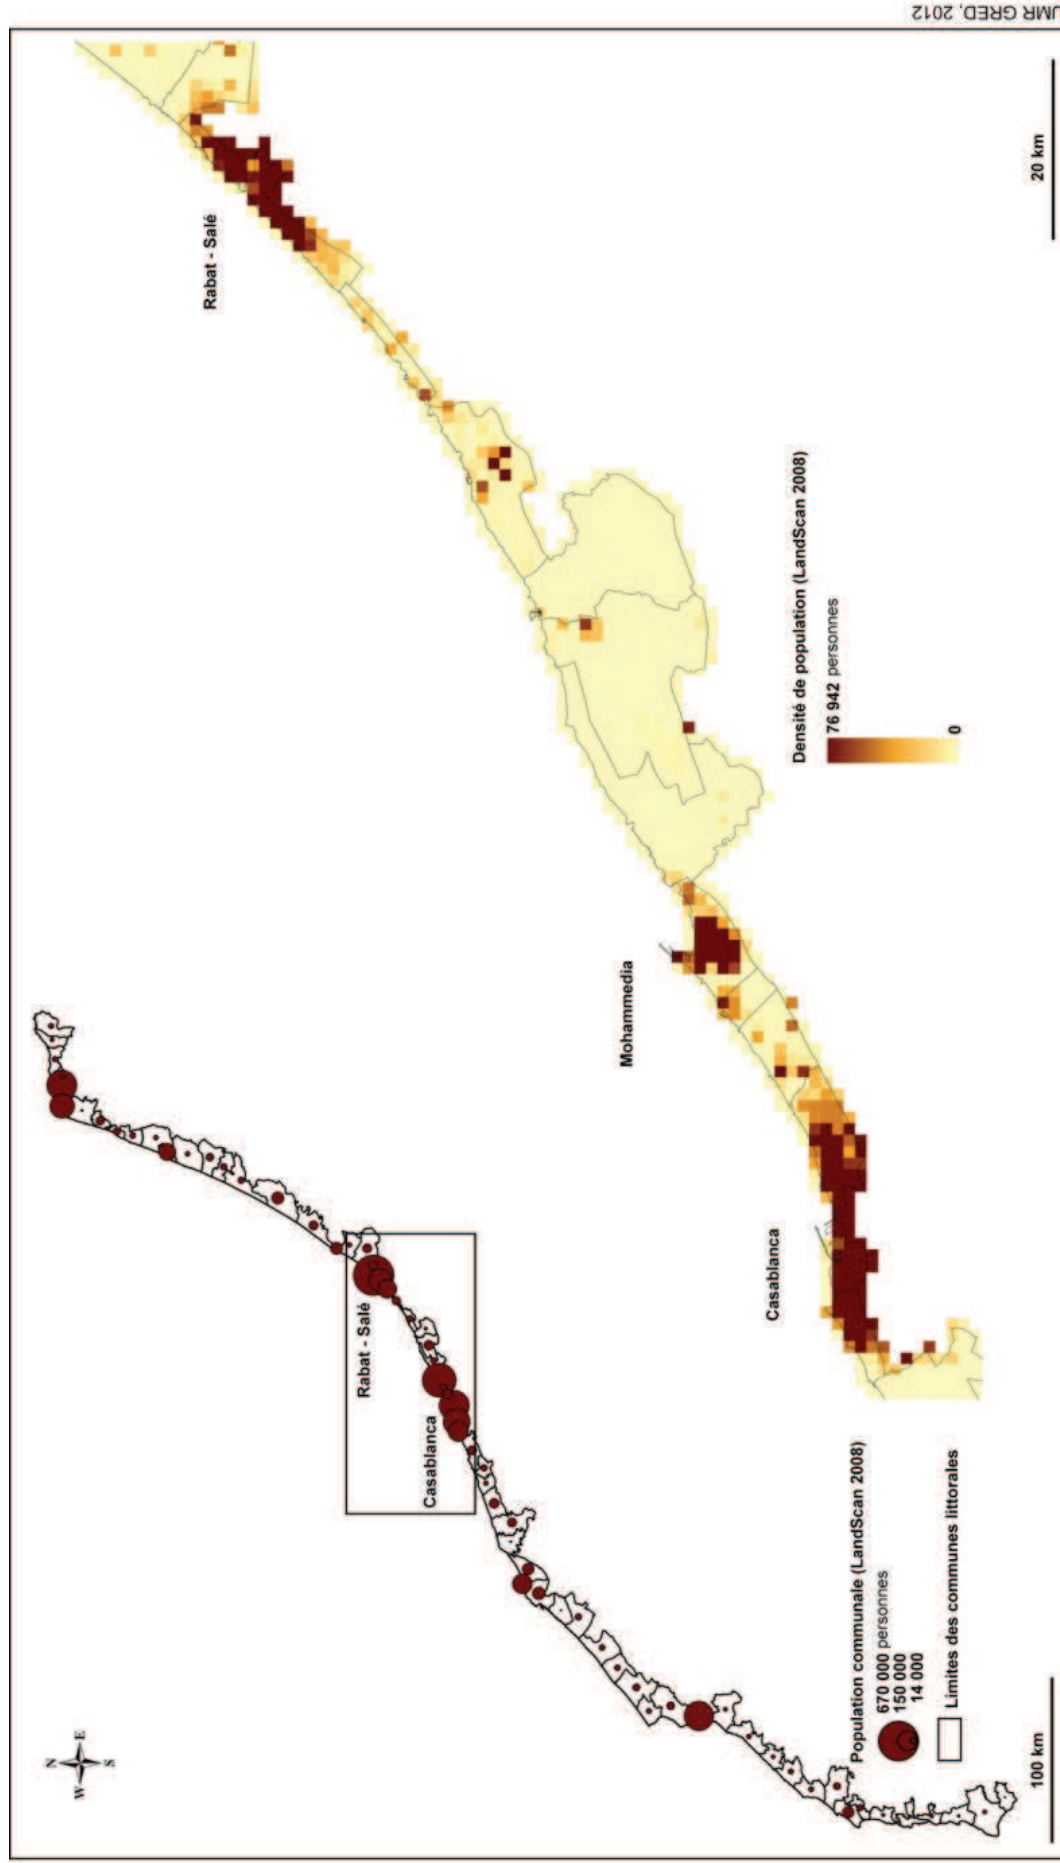 N
W E
S
Rabat - Salé
Casablanca
Population communale (LandScan 2008)
670 000 personnes
150 000
14 000
Limites des communes littorales
100 km
Rabat - Salé
Mohammedia
Casablanca
Densité de population (LandScan 2008)
76 942 personnes
0
20 km
UMR GRED, 2012